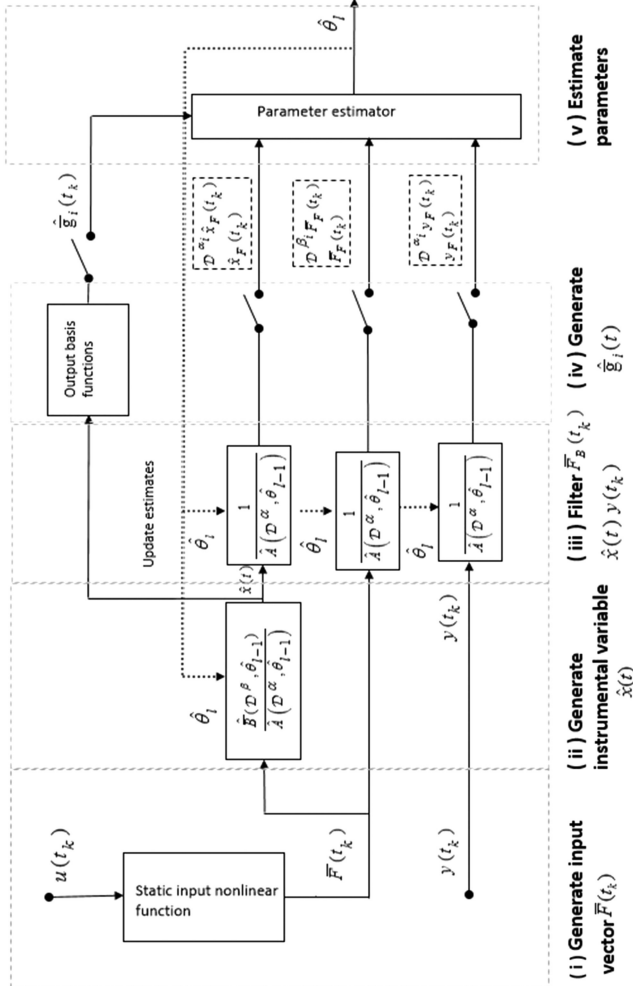 u(t_k)
Static input nonlinear
function
F̅(t_k)
y(t_k)
(i) Generate input
vector F̅(t_k)
θ̂_l
B̅̂(𝒟^β, θ̂_{l-1})
Â(𝒟^α, θ̂_{l-1})
x̂(t)
y(t_k)
(ii) Generate
instrumental variable
x̂(t)
Update estimates
θ̂_l
1
Â(𝒟^α, θ̂_{l-1})
θ̂_l
1
Â(𝒟^α, θ̂_{l-1})
θ̂_l
1
Â(𝒟^α, θ̂_{l-1})
(iii) Filter F̅_B(t_k)
x̂(t) y(t_k)
Output basis
functions
(iv) Generate
g̅̂_i(t)
g̅̂_i(t_k)
𝒟^{α_i} x̂_F(t_k)
x̂_F(t_k)
𝒟^{β_i} F̅_F(t_k)
F̅_F(t_k)
𝒟^{α_i} y_F(t_k)
y_F(t_k)
Parameter estimator
θ̂_l
(v) Estimate
parameters